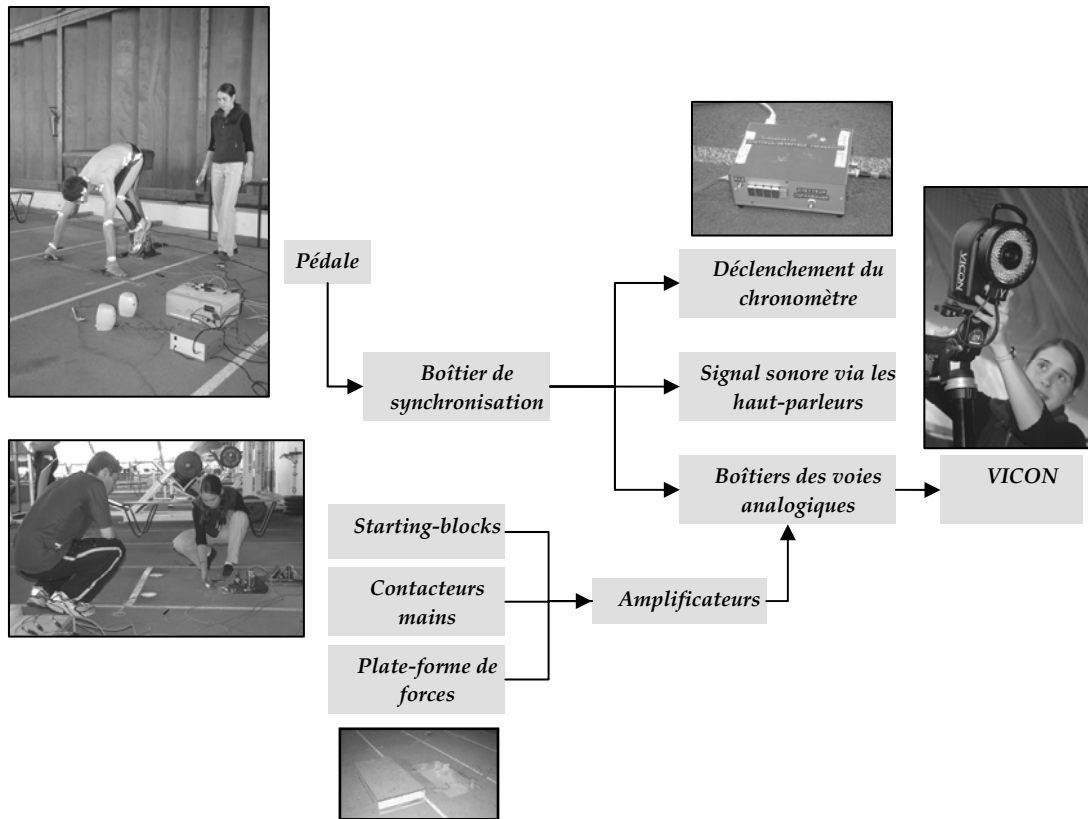 Pédale
Déclenchement du
chronomètre
Boîtier de
synchronisation
Signal sonore via les
haut-parleurs
VICON
Boîtiers des voies
analogiques
VICON
Starting-blocks
Contacteurs
mains
Amplificateurs
Plate-forme de
forces